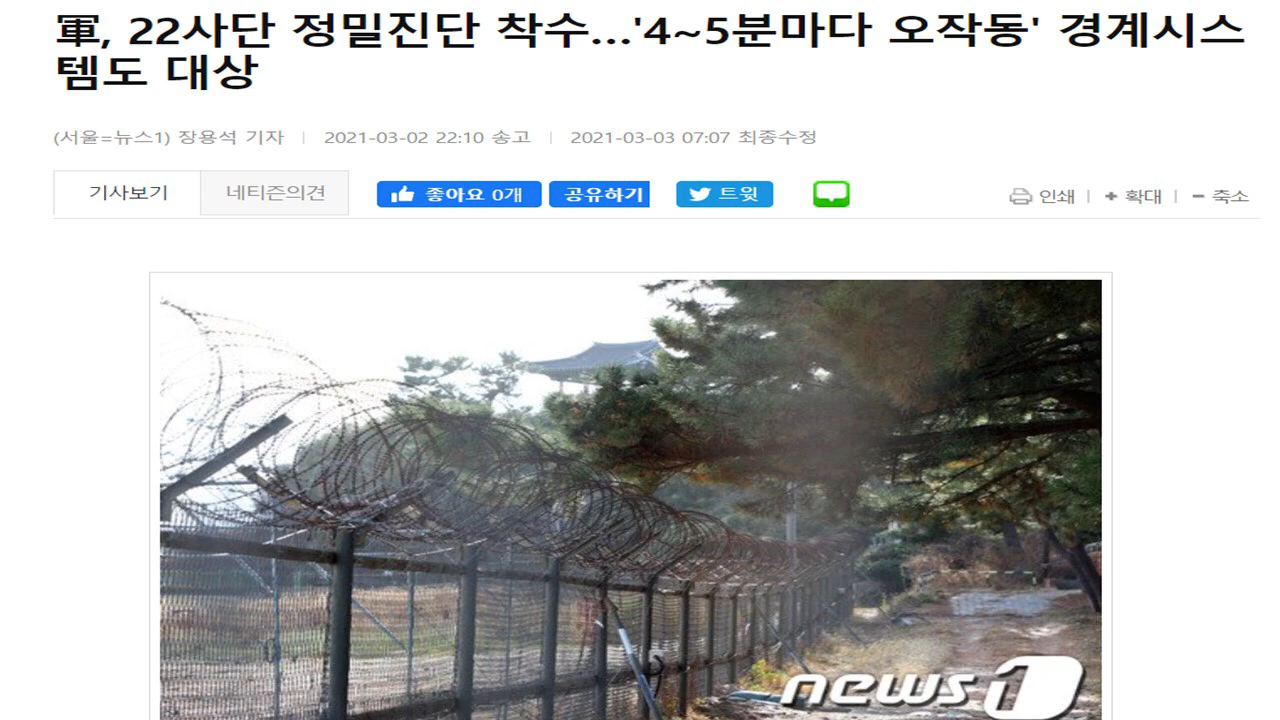 軍, 22사단 정밀진단 착수…'4~5분마다 오작동' 경계시스
템도 대상
(서울=뉴스1) 장용석 기자 | 2021-03-02 22:10 송고 | 2021-03-03 07:07 최종수정
기사보기 네티즌의견 좋아요 0개 공유하기 트윗 인쇄 | + 확대 | − 축소
news1